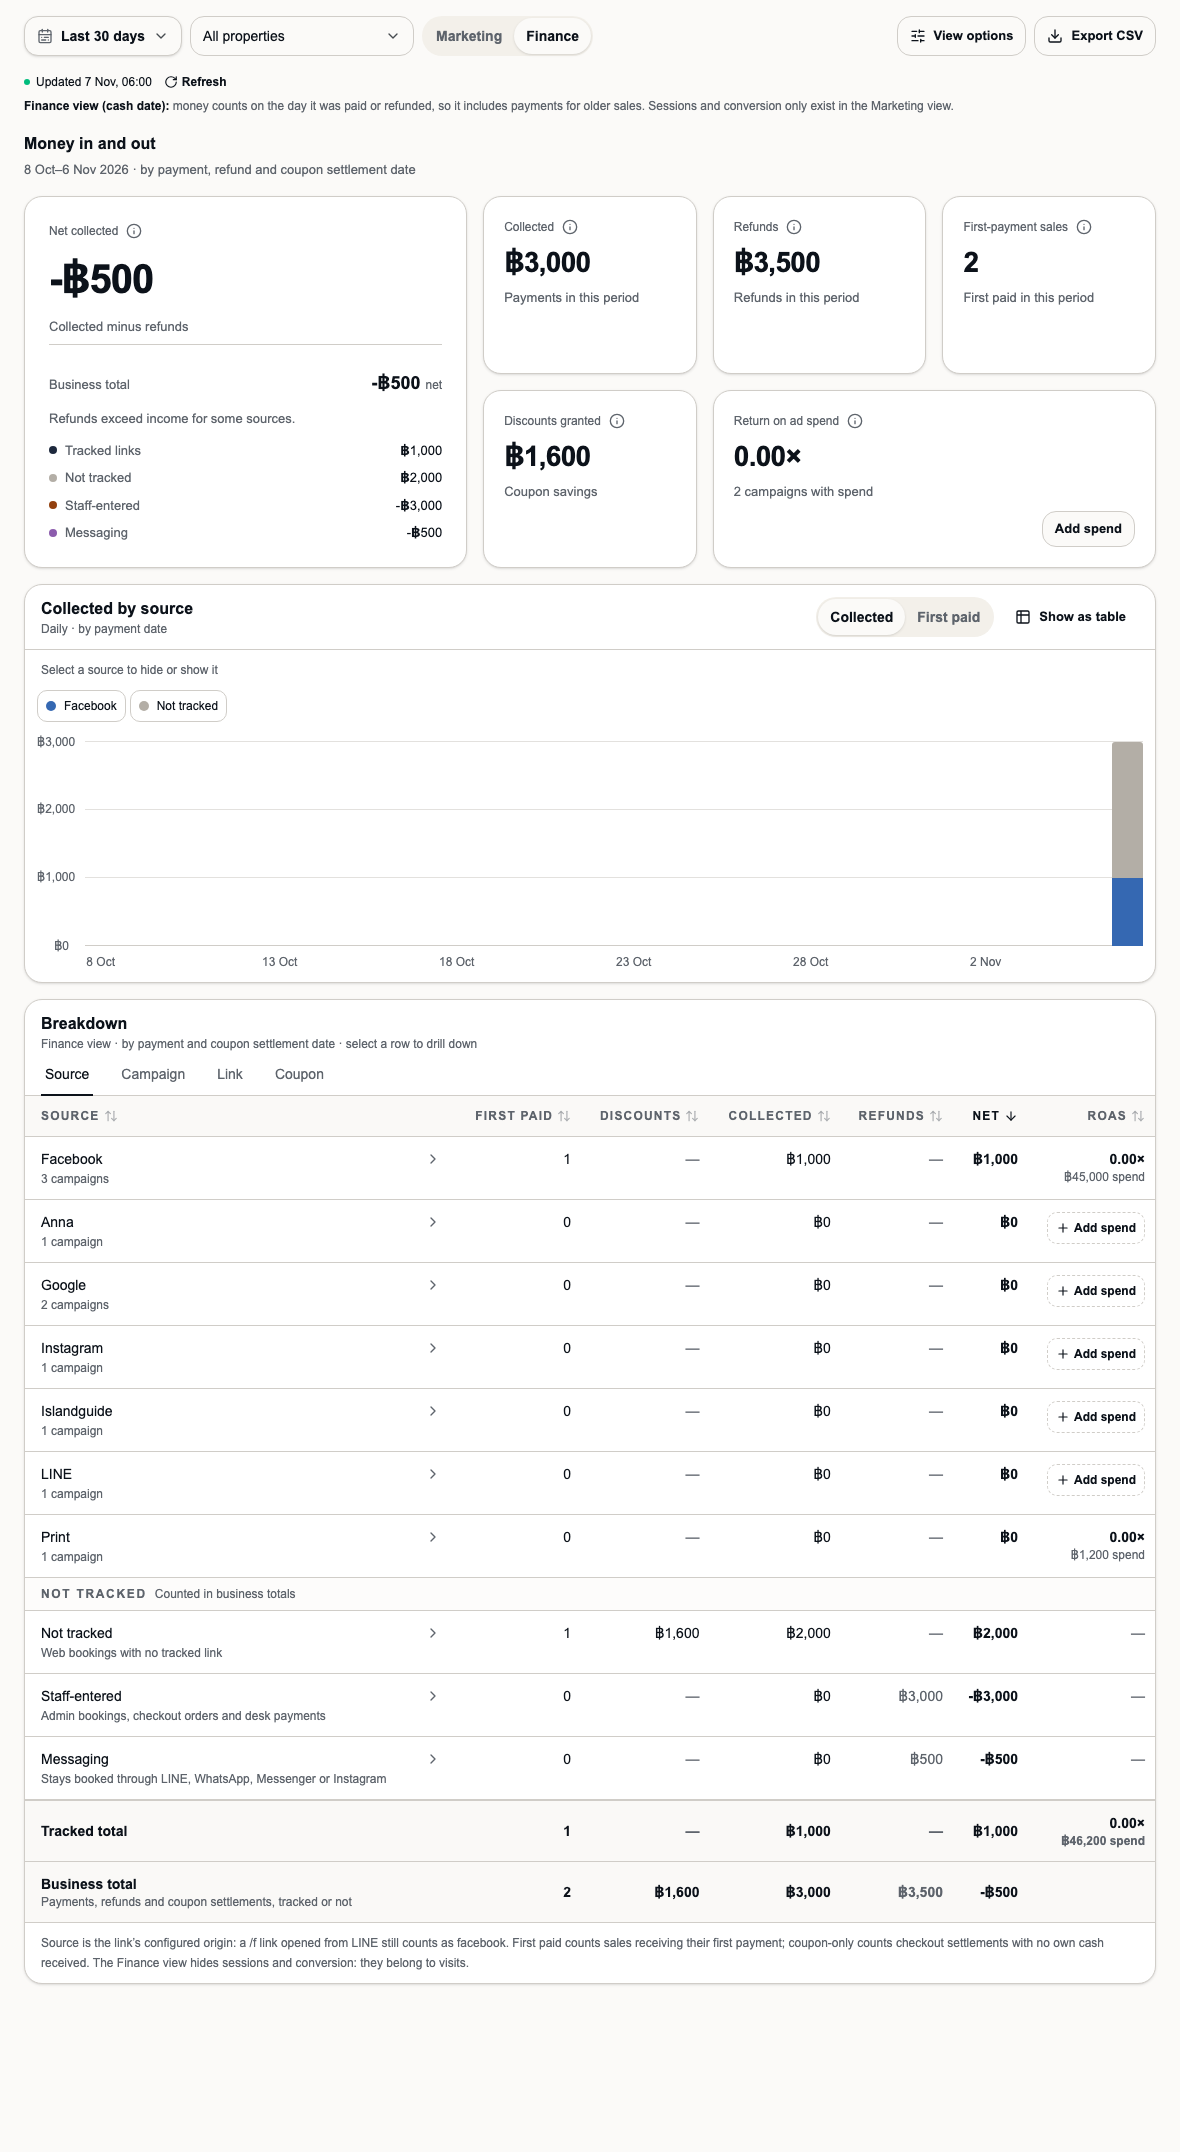 Last 30 days
All properties
Marketing
Finance
View options
Export CSV
Updated 7 Nov, 06:00
Refresh
Finance view (cash date): money counts on the day it was paid or refunded, so it includes payments for older sales. Sessions and conversion only exist in the Marketing view.
Money in and out
8 Oct–6 Nov 2026 · by payment, refund and coupon settlement date
Net collected
-฿500
Collected minus refunds
Business total
-฿500 net
Refunds exceed income for some sources.
Tracked links ฿1,000
Not tracked ฿2,000
Staff-entered -฿3,000
Messaging -฿500
Collected
฿3,000
Payments in this period
Refunds
฿3,500
Refunds in this period
First-payment sales
2
First paid in this period
Discounts granted
฿1,600
Coupon savings
Return on ad spend
0.00×
2 campaigns with spend
Add spend
Collected by source
Daily · by payment date
Collected
First paid
Show as table
Select a source to hide or show it
Facebook
Not tracked
฿3,000
฿2,000
฿1,000
฿0
8 Oct 13 Oct 18 Oct 23 Oct 28 Oct 2 Nov
Breakdown
Finance view · by payment and coupon settlement date · select a row to drill down
Source Campaign Link Coupon
SOURCE FIRST PAID DISCOUNTS COLLECTED REFUNDS NET ROAS
Facebook 1 — ฿1,000 — ฿1,000 0.00×
3 campaigns ฿45,000 spend
Anna 0 — ฿0 — ฿0 + Add spend
1 campaign
Google 0 — ฿0 — ฿0 + Add spend
2 campaigns
Instagram 0 — ฿0 — ฿0 + Add spend
1 campaign
Islandguide 0 — ฿0 — ฿0 + Add spend
1 campaign
LINE 0 — ฿0 — ฿0 + Add spend
1 campaign
Print 0 — ฿0 — ฿0 0.00×
1 campaign ฿1,200 spend
NOT TRACKED Counted in business totals
Not tracked 1 ฿1,600 ฿2,000 — ฿2,000 —
Web bookings with no tracked link
Staff-entered 0 — ฿0 ฿3,000 -฿3,000 —
Admin bookings, checkout orders and desk payments
Messaging 0 — ฿0 ฿500 -฿500 —
Stays booked through LINE, WhatsApp, Messenger or Instagram
Tracked total 1 — ฿1,000 — ฿1,000 0.00×
฿46,200 spend
Business total 2 ฿1,600 ฿3,000 ฿3,500 -฿500
Payments, refunds and coupon settlements, tracked or not
Source is the link’s configured origin: a /f link opened from LINE still counts as facebook. First paid counts sales receiving their first payment; coupon-only counts checkout settlements with no own cash
received. The Finance view hides sessions and conversion: they belong to visits.